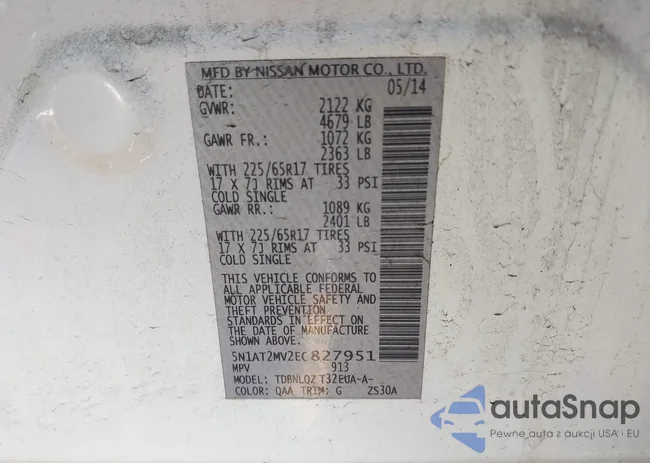 MFD BY NISSAN MOTOR CO., LTD.
DATE: 05/14
GVWR: 2122 KG
4679 LB
GAWR FR.: 1072 KG
2363 LB
WITH 225/65R17 TIRES
17 X 7J RIMS AT 33 PSI
COLD SINGLE
GAWR RR.: 1089 KG
2401 LB
WITH 225/65R17 TIRES
17 X 7J RIMS AT 33 PSI
COLD SINGLE
THIS VEHICLE CONFORMS TO
ALL APPLICABLE FEDERAL
MOTOR VEHICLE SAFETY AND
THEFT PREVENTION
STANDARDS IN EFFECT ON
THE DATE OF MANUFACTURE
SHOWN ABOVE.
5N1AT2MV2EC827951
MPV 913
MODEL: TDBNLQZ T32EUA-A-
COLOR: QAA TRIM: G ZS30A
autaSnap
Pewne auta z aukcji USA i EU